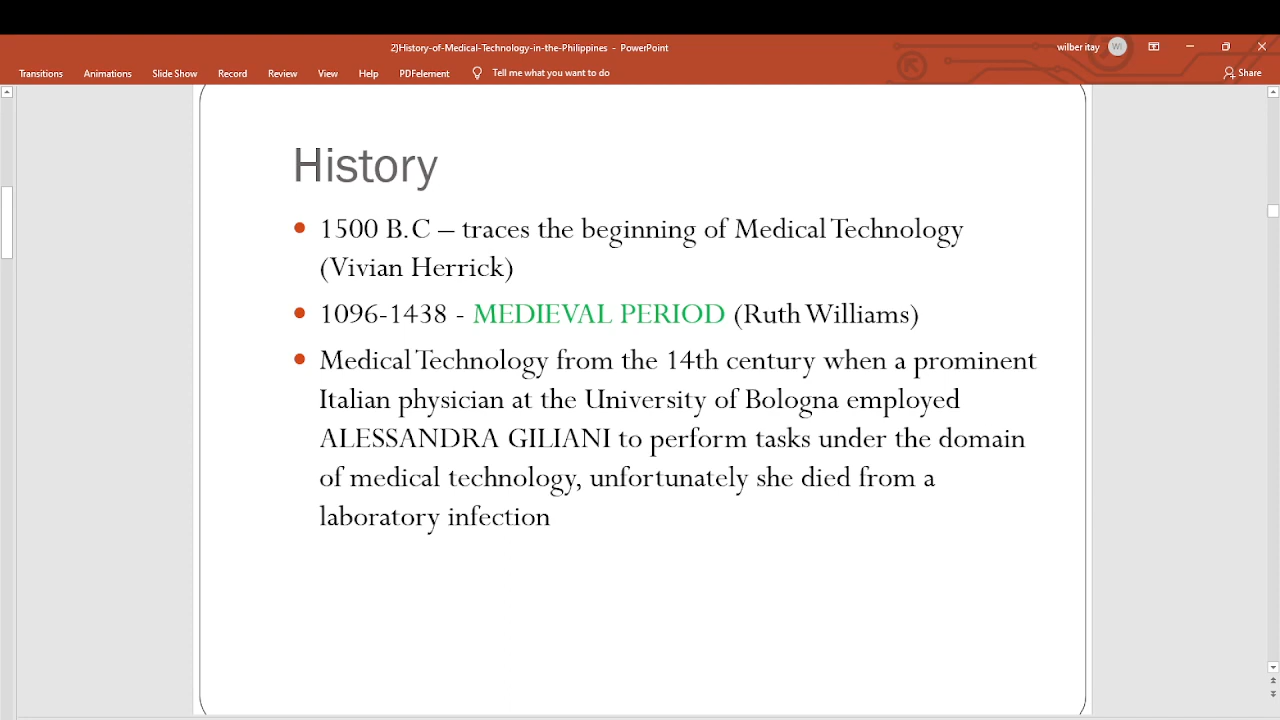 2)History-of-Medical-Technology-in-the-Philippines - PowerPoint
wilber itay
WI
Transitions Animations Slide Show Record Review View Help PDFelement Tell me what you want to do
Share
History
1500 B.C – traces the beginning of Medical Technology
(Vivian Herrick)
1096-1438 - MEDIEVAL PERIOD (Ruth Williams)
Medical Technology from the 14th century when a prominent
Italian physician at the University of Bologna employed
ALESSANDRA GILIANI to perform tasks under the domain
of medical technology, unfortunately she died from a
laboratory infection